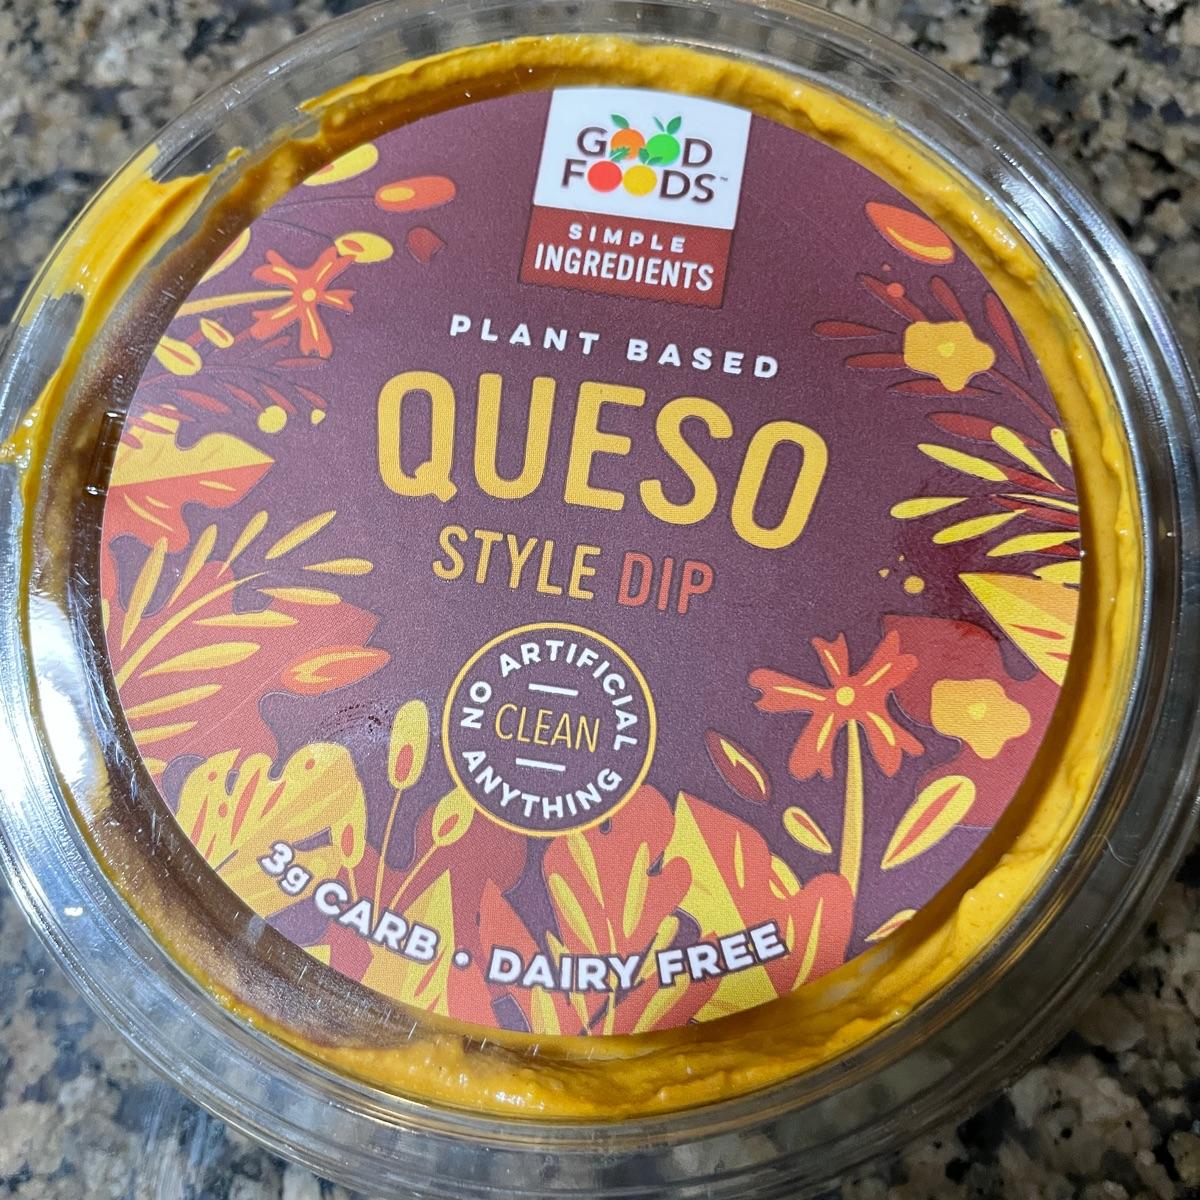 GOOD
FOODS™
SIMPLE
INGREDIENTS
PLANT BASED
QUESO
STYLE DIP
NO ARTIFICIAL
CLEAN
ANYTHING
3g CARB • DAIRY FREE